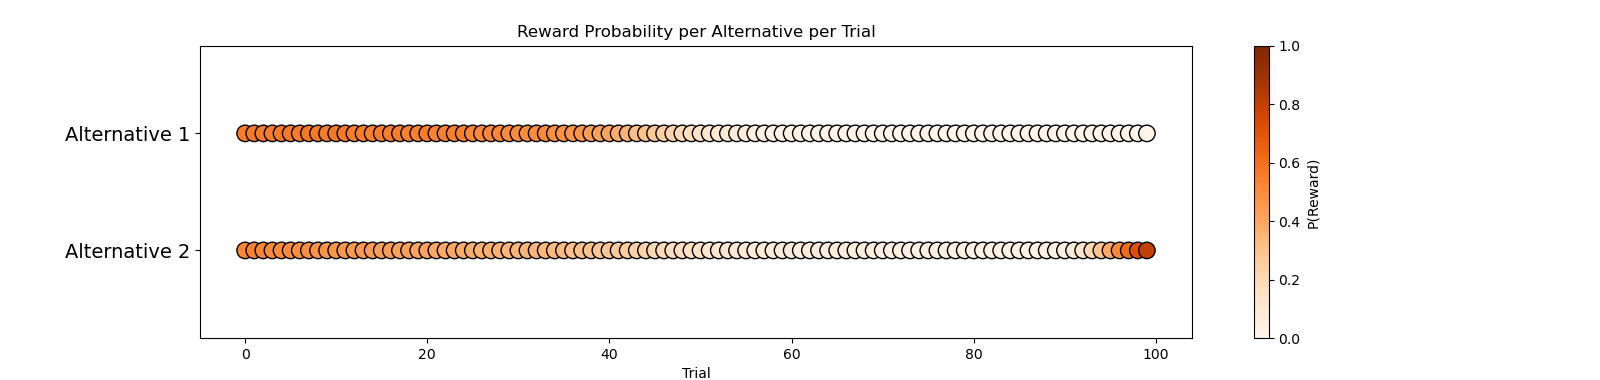 Reward Probability per Alternative per Trial
Alternative 1
Alternative 2
0 20 40 60 80 100
Trial
1.0
0.8
0.6
0.4
0.2
0.0
P(Reward)